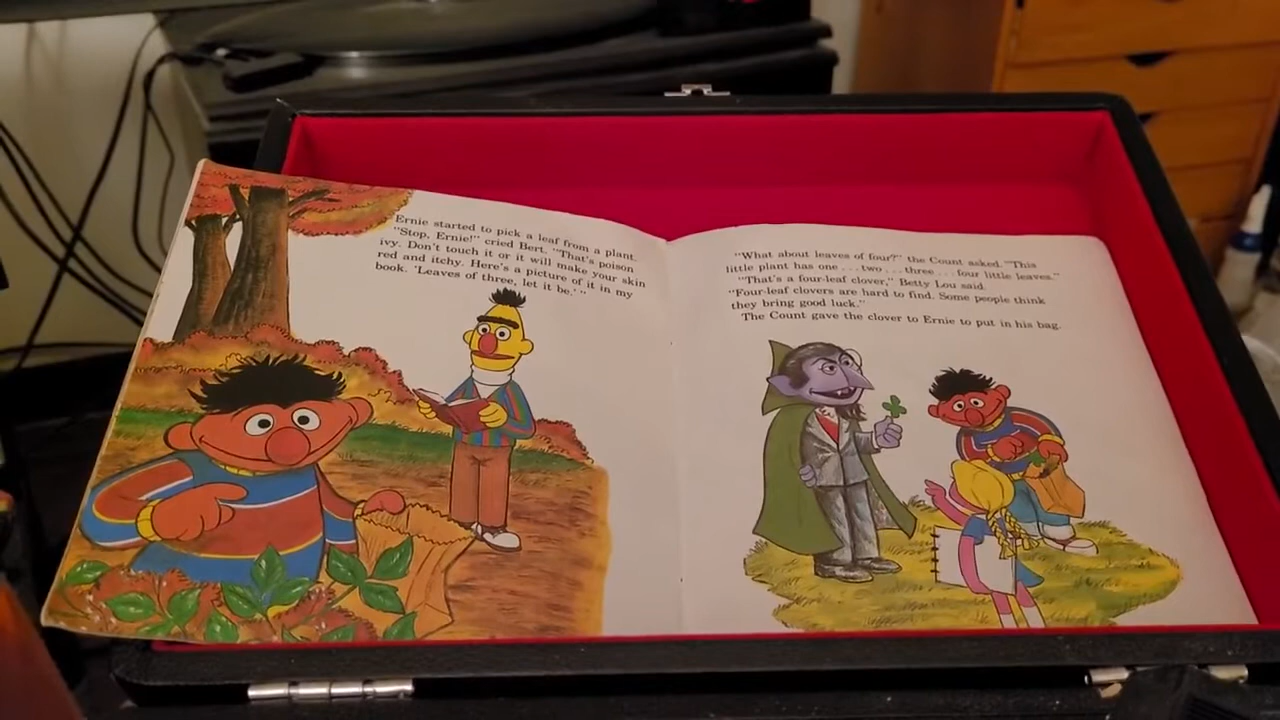 Ernie started to pick a leaf from a plant.
"Stop, Ernie!" cried Bert. "That's poison
ivy. Don't touch it or it will make your skin
red and itchy. Here's a picture of it in my
book. 'Leaves of three, let it be.' "
"What about leaves of four?" the Count asked. "This
little plant has one . . . two . . . three . . . four little leaves."
"That's a four-leaf clover," Betty Lou said.
"Four-leaf clovers are hard to find. Some people think
they bring good luck."
The Count gave the clover to Ernie to put in his bag.